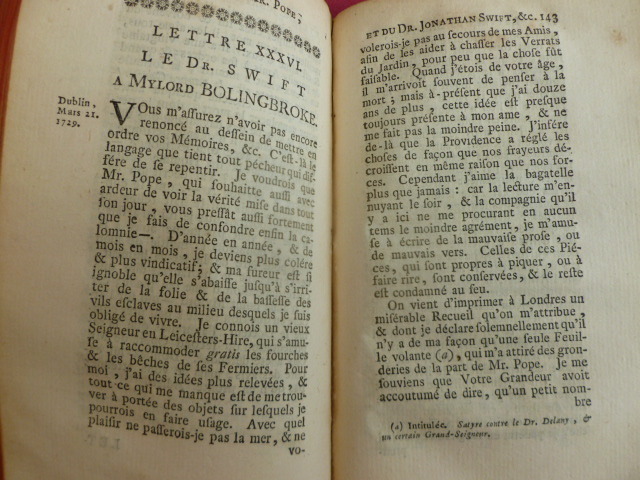 R. POPE,
LETTRE XXXVI.
LE DR. SWIFT
A MYLORD BOLINGBROKE.
Dublin,
Mars 21.
1729.
VOus m'assurez n'avoir pas encore
renoncé au dessein de mettre en
ordre vos Mémoires, &c. C'est-là le
langage que tient tout pécheur qui dif-
fére de se repentir. Je voudrois que
Mr. Pope, qui souhaitte aussi avec
ardeur de voir la vérité mise dans tout
son jour, vous pressât aussi fortement
que je fais de confondre enfin la ca-
lomnie—. D'année en année, & de
mois en mois, je deviens plus colére
& plus vindicatif; & ma fureur est si
ignoble qu'elle s'abaisse jusqu'à s'irri-
ter de la folie & de la bassesse des
vils esclaves au milieu desquels je suis
obligé de vivre. Je connois un vieux
Seigneur en Leicesters-Hire, qui s'amu-
se à raccommoder gratis les fourches
& les bêches de ses Fermiers. Pour
moi, j'ai des idées plus relevées, &
tout ce qui me manque est de me trou-
ver à portée des objets sur lesquels je
pourrois en faire usage. Avec quel
plaisir ne passerois-je pas la mer, & ne
vo-
ET DU DR. JONATHAN SWIFT, &c. 143
volerois-je pas au secours de mes Amis,
afin de les aider à chasser les Verrats
du Jardin, pour peu que la chose fût
faisable. Quand j'étois de votre âge,
il m'arrivoit souvent de penser à la
mort; mais à-présent que j'ai douze
ans de plus, cette idée est presque
toujours présente à mon ame, & ne
me fait pas la moindre peine. J'infére
de-là que la Providence a réglé les
choses de façon que nos frayeurs dé-
croissent en même raison que nos for-
ces. Cependant j'aime la bagatelle
plus que jamais: car la lecture m'en-
nuyant le soir, & la compagnie qu'il
y a ici ne me procurant en aucun
tems le moindre agrément, je m'amu-
se à écrire de la mauvaise prose, ou
de mauvais vers. Celles de ces Pié-
ces, qui sont propres à piquer, ou à
faire rire, sont conservées, & le reste
est condamné au feu.
On vient d'imprimer à Londres un
misérable Recueil qu'on m'attribue,
& dont je déclare solemnellement qu'il
n'y a de ma façon qu'une seule Feuil-
le volante (a), qui m'a attiré des gron-
deries de la part de Mr. Pope. Je me
souviens que Votre Grandeur avoit
accoutumé de dire, qu'un petit nom-
bre
(a) Intitulée. Satyre contre le Dr. Delany, &
un certain Grand-Seigneur.